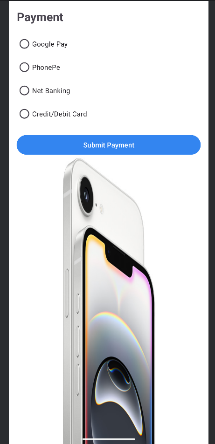 Payment
Google Pay
PhonePe
Net Banking
Credit/Debit Card
Submit Payment